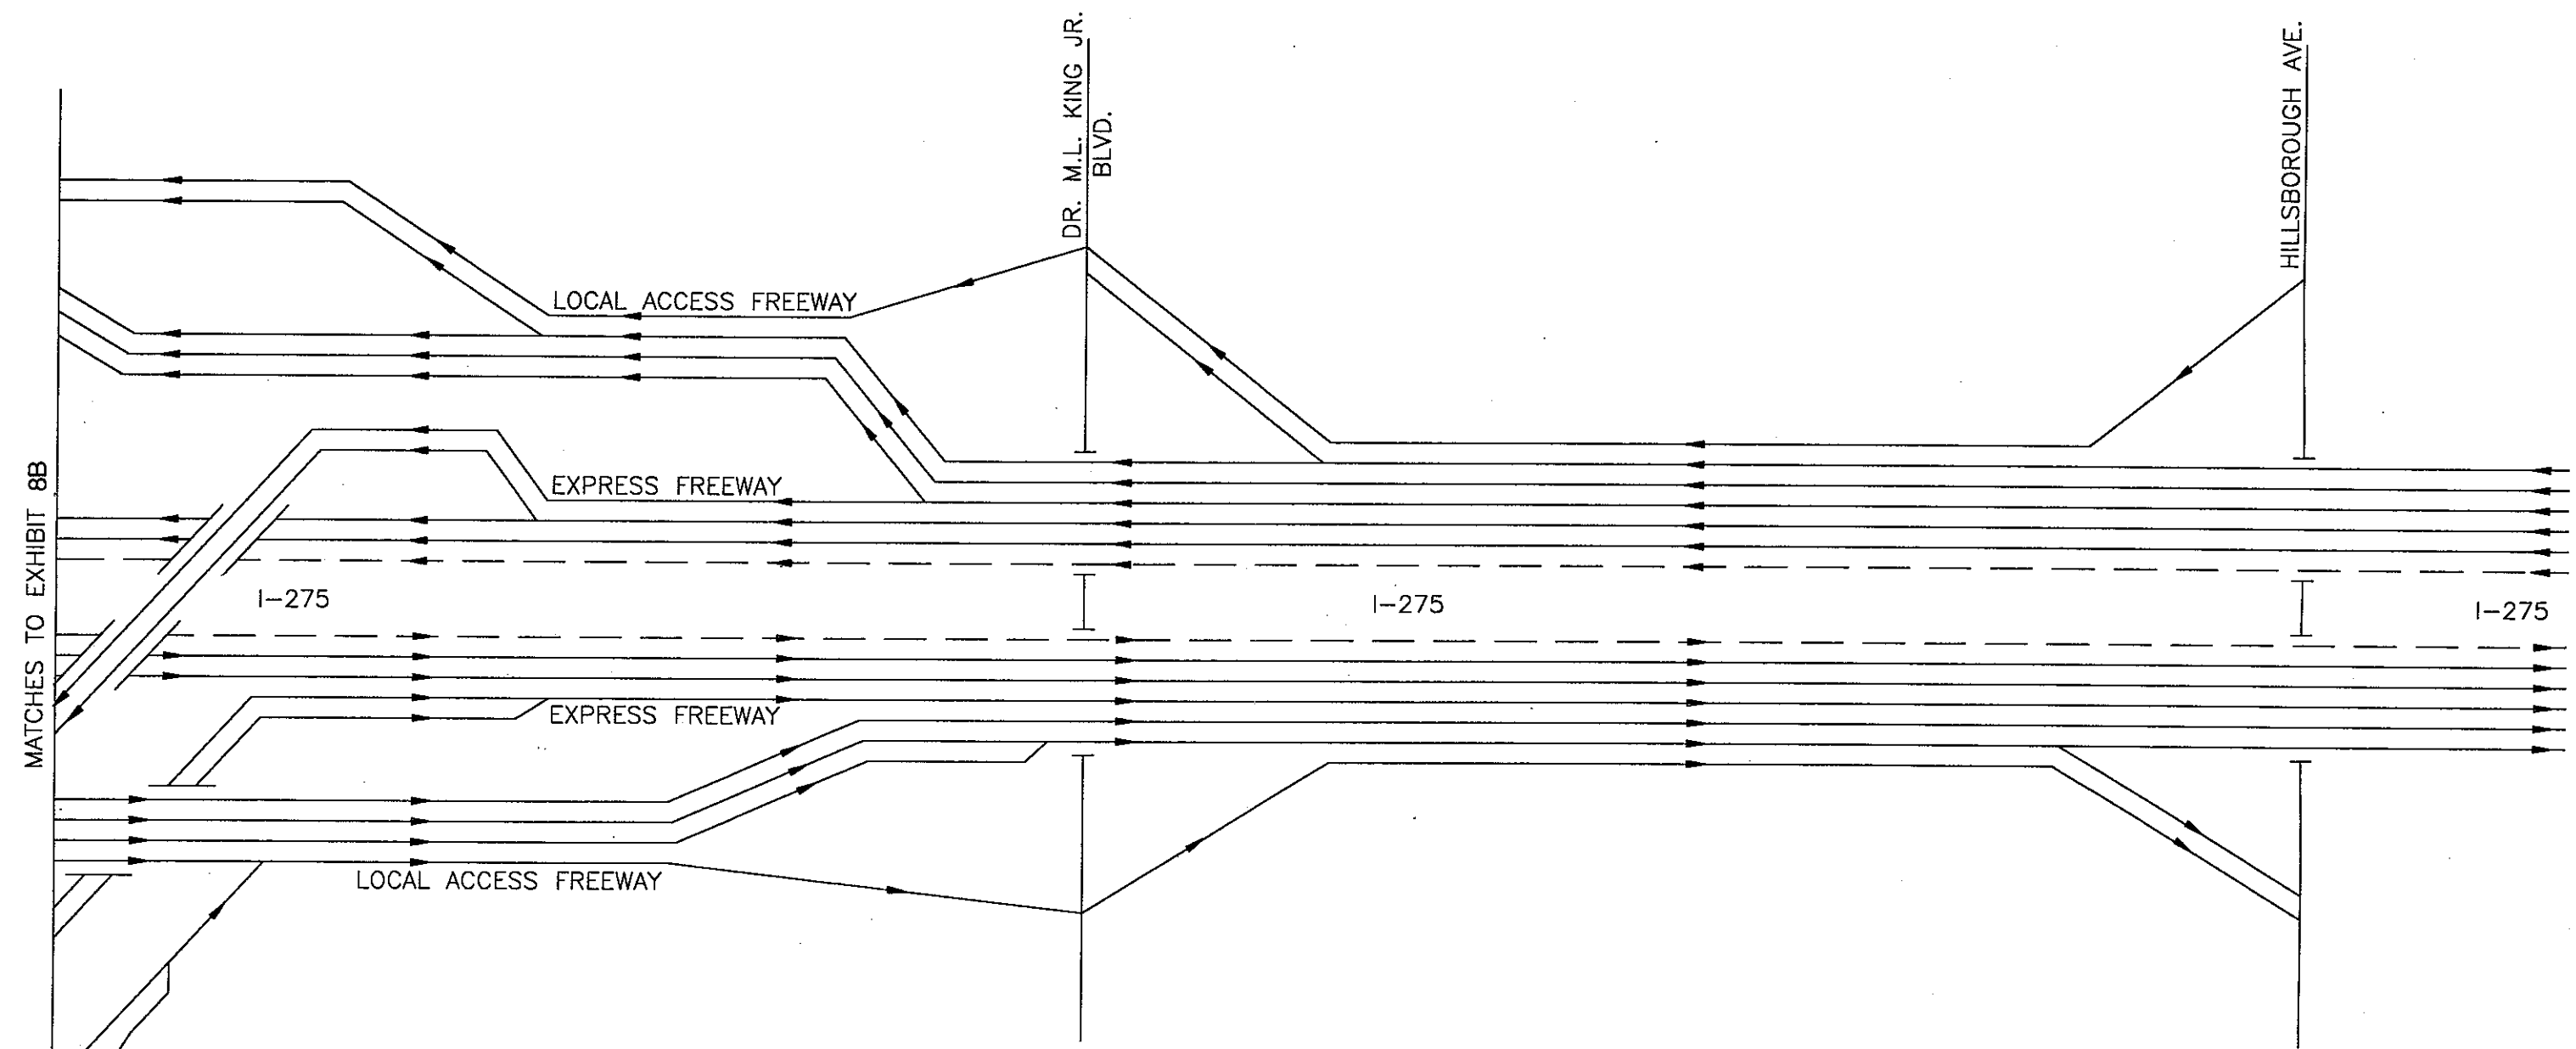 DR. M.L. KING JR.
BLVD.
HILLSBOROUGH AVE.
LOCAL ACCESS FREEWAY
EXPRESS FREEWAY
MATCHES TO EXHIBIT 8B
I-275
I-275
I-275
EXPRESS FREEWAY
LOCAL ACCESS FREEWAY